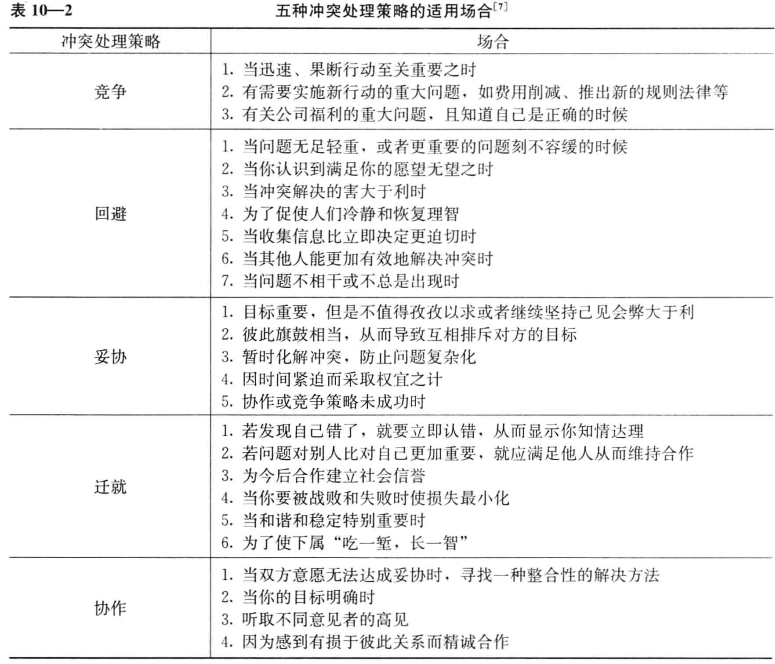 表 10—2 五种冲突处理策略的适用场合[7]
冲突处理策略 场合
竞争
1. 当迅速、果断行动至关重要之时
2. 有需要实施新行动的重大问题，如费用削减、推出新的规则法律等
3. 有关公司福利的重大问题，且知道自己是正确的时候
回避
1. 当问题无足轻重，或者更重要的问题刻不容缓的时候
2. 当你认识到满足你的愿望无望之时
3. 当冲突解决的害大于利时
4. 为了促使人们冷静和恢复理智
5. 当收集信息比立即决定更迫切时
6. 当其他人能更加有效地解决冲突时
7. 当问题不相干或不总是出现时
妥协
1. 目标重要，但是不值得孜孜以求或者继续坚持己见会弊大于利
2. 彼此旗鼓相当，从而导致互相排斥对方的目标
3. 暂时化解冲突，防止问题复杂化
4. 因时间紧迫而采取权宜之计
5. 协作或竞争策略未成功时
迁就
1. 若发现自己错了，就要立即认错，从而显示你知情达理
2. 若问题对别人比对自己更加重要，就应满足他人从而维持合作
3. 为今后合作建立社会信誉
4. 当你要被战败和失败时使损失最小化
5. 当和谐和稳定特别重要时
6. 为了使下属“吃一堑，长一智”
协作
1. 当双方意愿无法达成妥协时，寻找一种整合性的解决方法
2. 当你的目标明确时
3. 听取不同意见者的高见
4. 因为感到有损于彼此关系而精诚合作